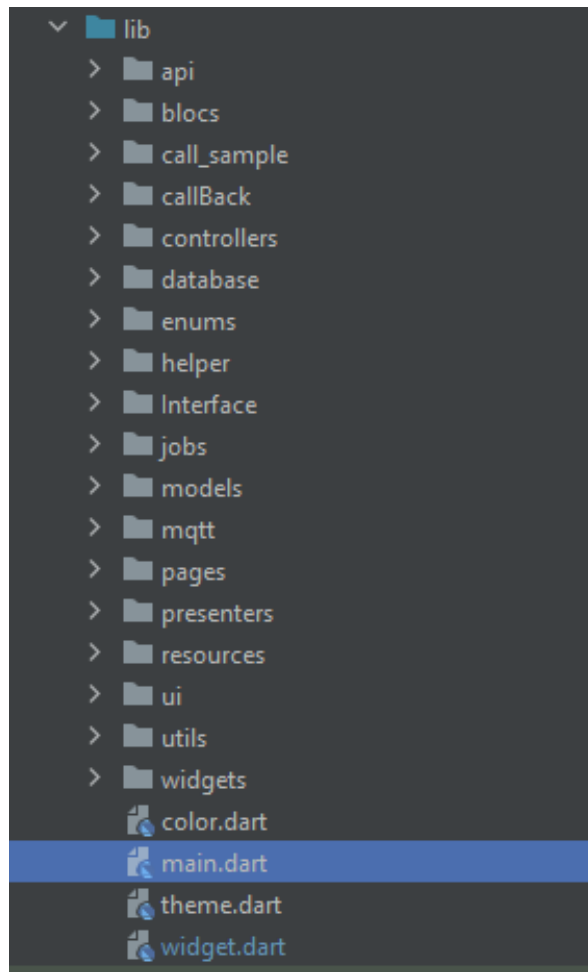 lib
api
blocs
call_sample
callBack
controllers
database
enums
helper
Interface
jobs
models
mqtt
pages
presenters
resources
ui
utils
widgets
color.dart
main.dart
theme.dart
widget.dart